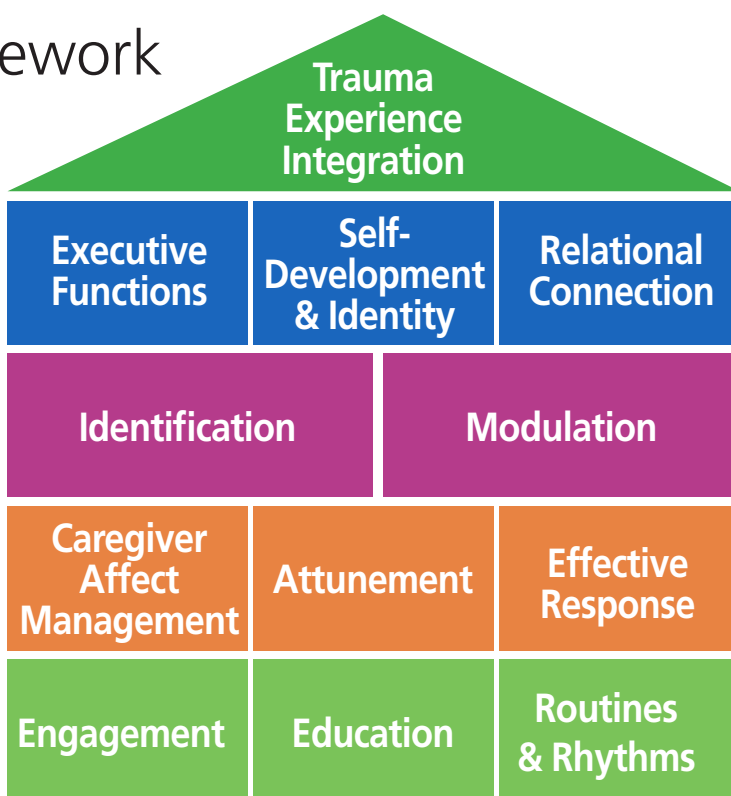 ework
Trauma
Experience
Integration
Executive
Functions
Self-
Development
& Identity
Relational
Connection
Identification
Modulation
Caregiver
Affect
Management
Attunement
Effective
Response
Engagement
Education
Routines
& Rhythms